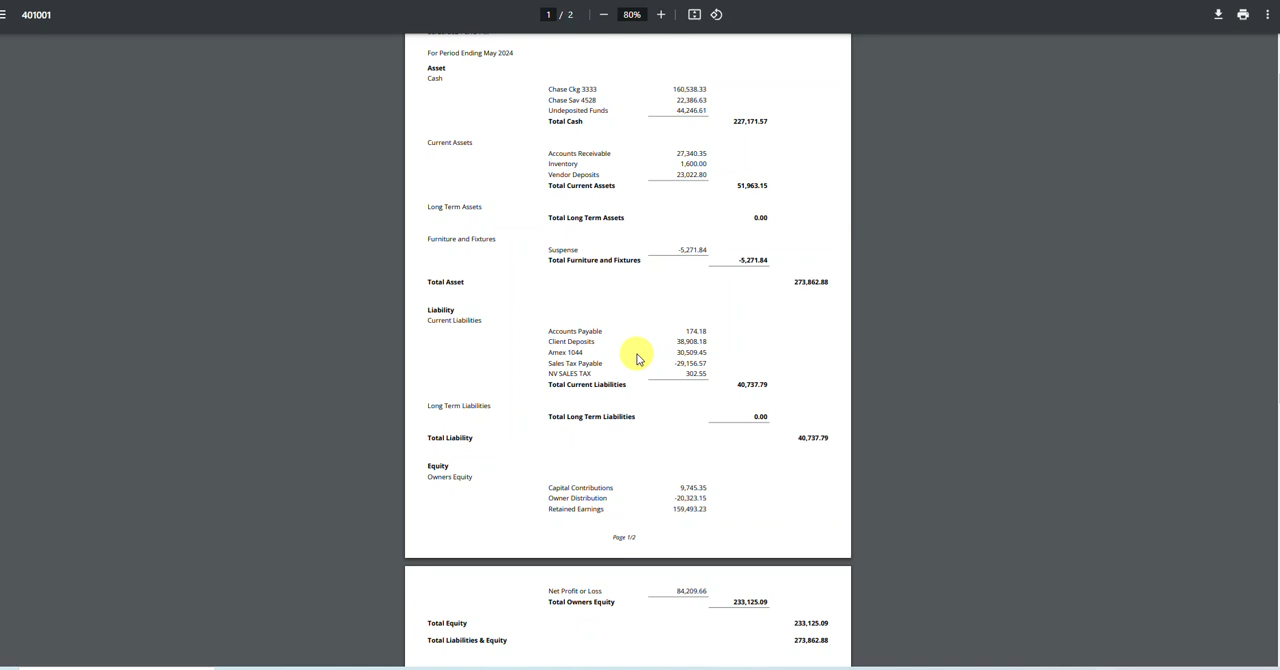 401001
1 / 2
80%
For Period Ending May 2024
Asset
Cash
Chase Ckg 3333 160,538.33
Chase Sav 4528 22,386.63
Undeposited Funds 44,246.61
Total Cash 227,171.57
Current Assets
Accounts Receivable 27,340.35
Inventory 1,600.00
Vendor Deposits 23,022.80
Total Current Assets 51,963.15
Long Term Assets
Total Long Term Assets 0.00
Furniture and Fixtures
Suspense -5,271.84
Total Furniture and Fixtures -5,271.84
Total Asset 273,862.88
Liability
Current Liabilities
Accounts Payable 174.18
Client Deposits 38,908.18
Amex 1044 30,509.45
Sales Tax Payable -29,156.57
NV SALES TAX 302.55
Total Current Liabilities 40,737.79
Long Term Liabilities
Total Long Term Liabilities 0.00
Total Liability 40,737.79
Equity
Owners Equity
Capital Contributions 9,745.35
Owner Distribution -20,323.15
Retained Earnings 159,493.23
Page 1/2
Net Profit or Loss 84,209.66
Total Owners Equity 233,125.09
Total Equity 233,125.09
Total Liabilities & Equity 273,862.88